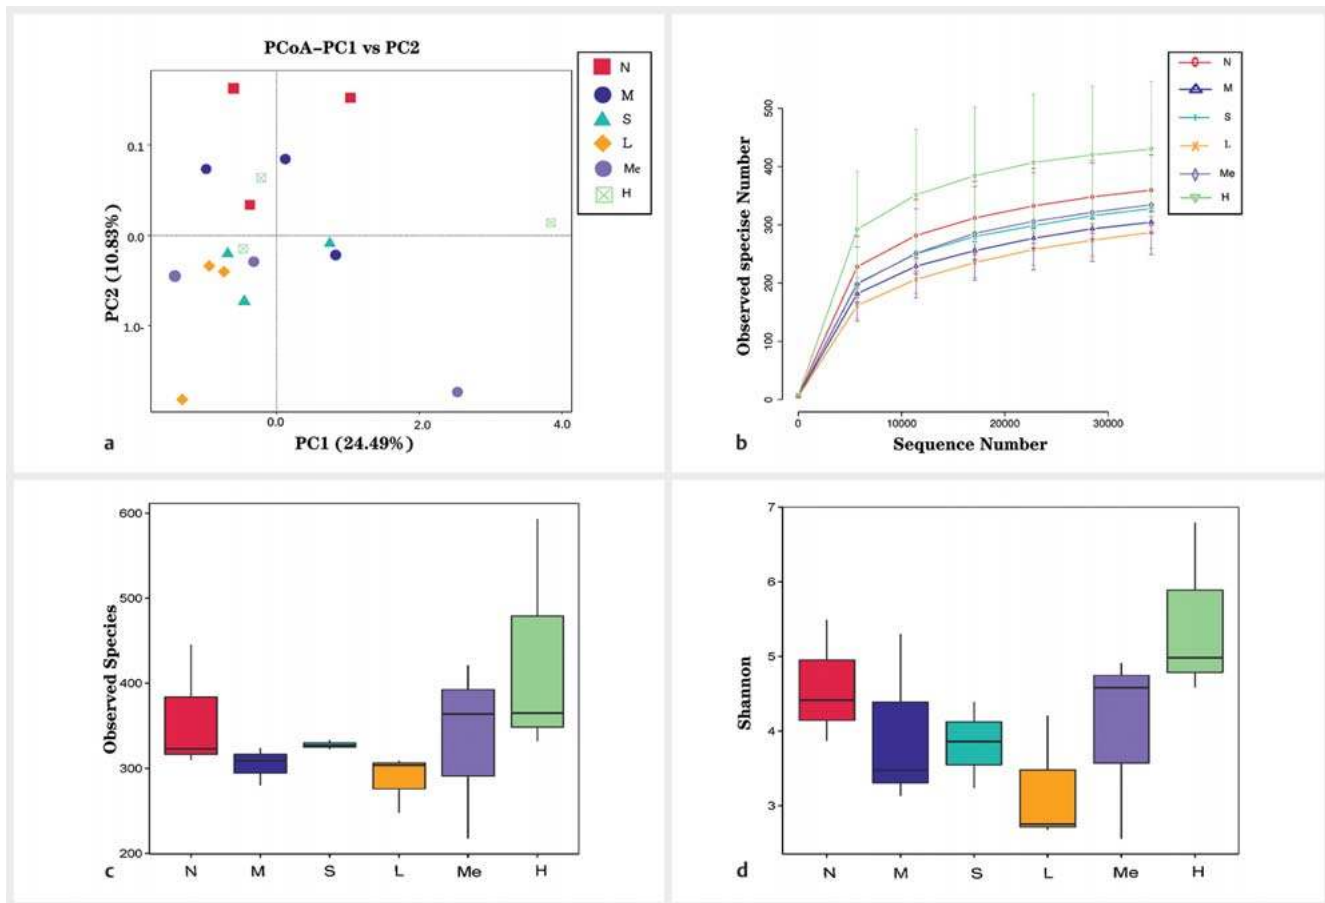 PCoA-PC1 vs PC2
N
M
S
L
Me
H
0.1
0.0
1.0-
PC2 (10.83%)
0.0 2.0 4.0
PC1 (24.49%)
a
N
M
S
L
Me
H
500
400
300
200
100
0
Observed specise Number
0 10000 20000 30000
Sequence Number
b
600
500
400
300
200
Observed Species
N M S L Me H
c
7
6
5
4
3
Shannon
N M S L Me H
d